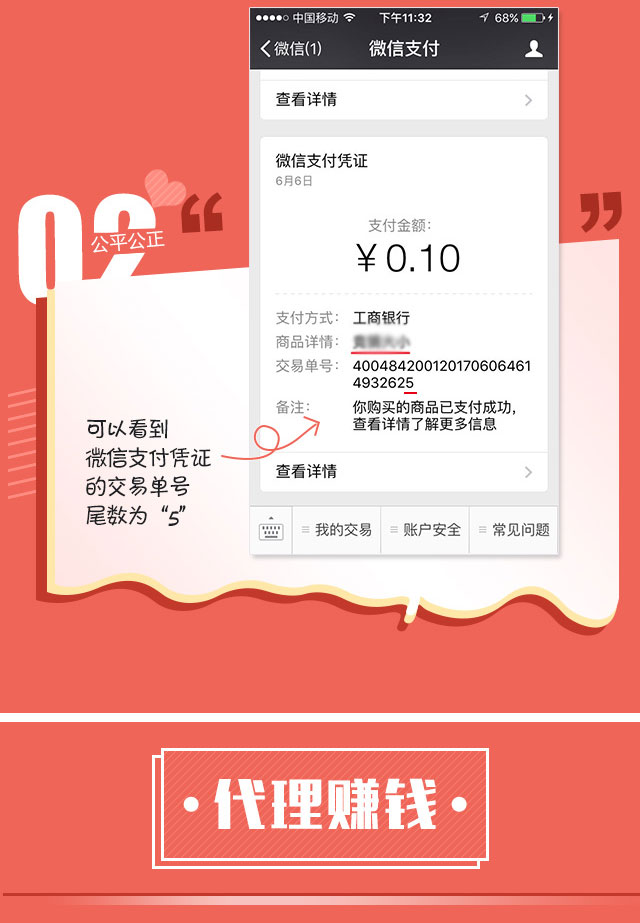 中国移动 下午11:32 68%
微信(1) 微信支付
查看详情
微信支付凭证
6月6日
02
公平公正
“ ”
支付金额：
￥0.10
支付方式： 工商银行
商品详情：
交易单号： 400484200120170606461
4932625
备注： 你购买的商品已支付成功，
查看详情了解更多信息
可以看到
微信支付凭证
的交易单号
尾数为“5”
查看详情
我的交易 账户安全 常见问题
·代理赚钱·